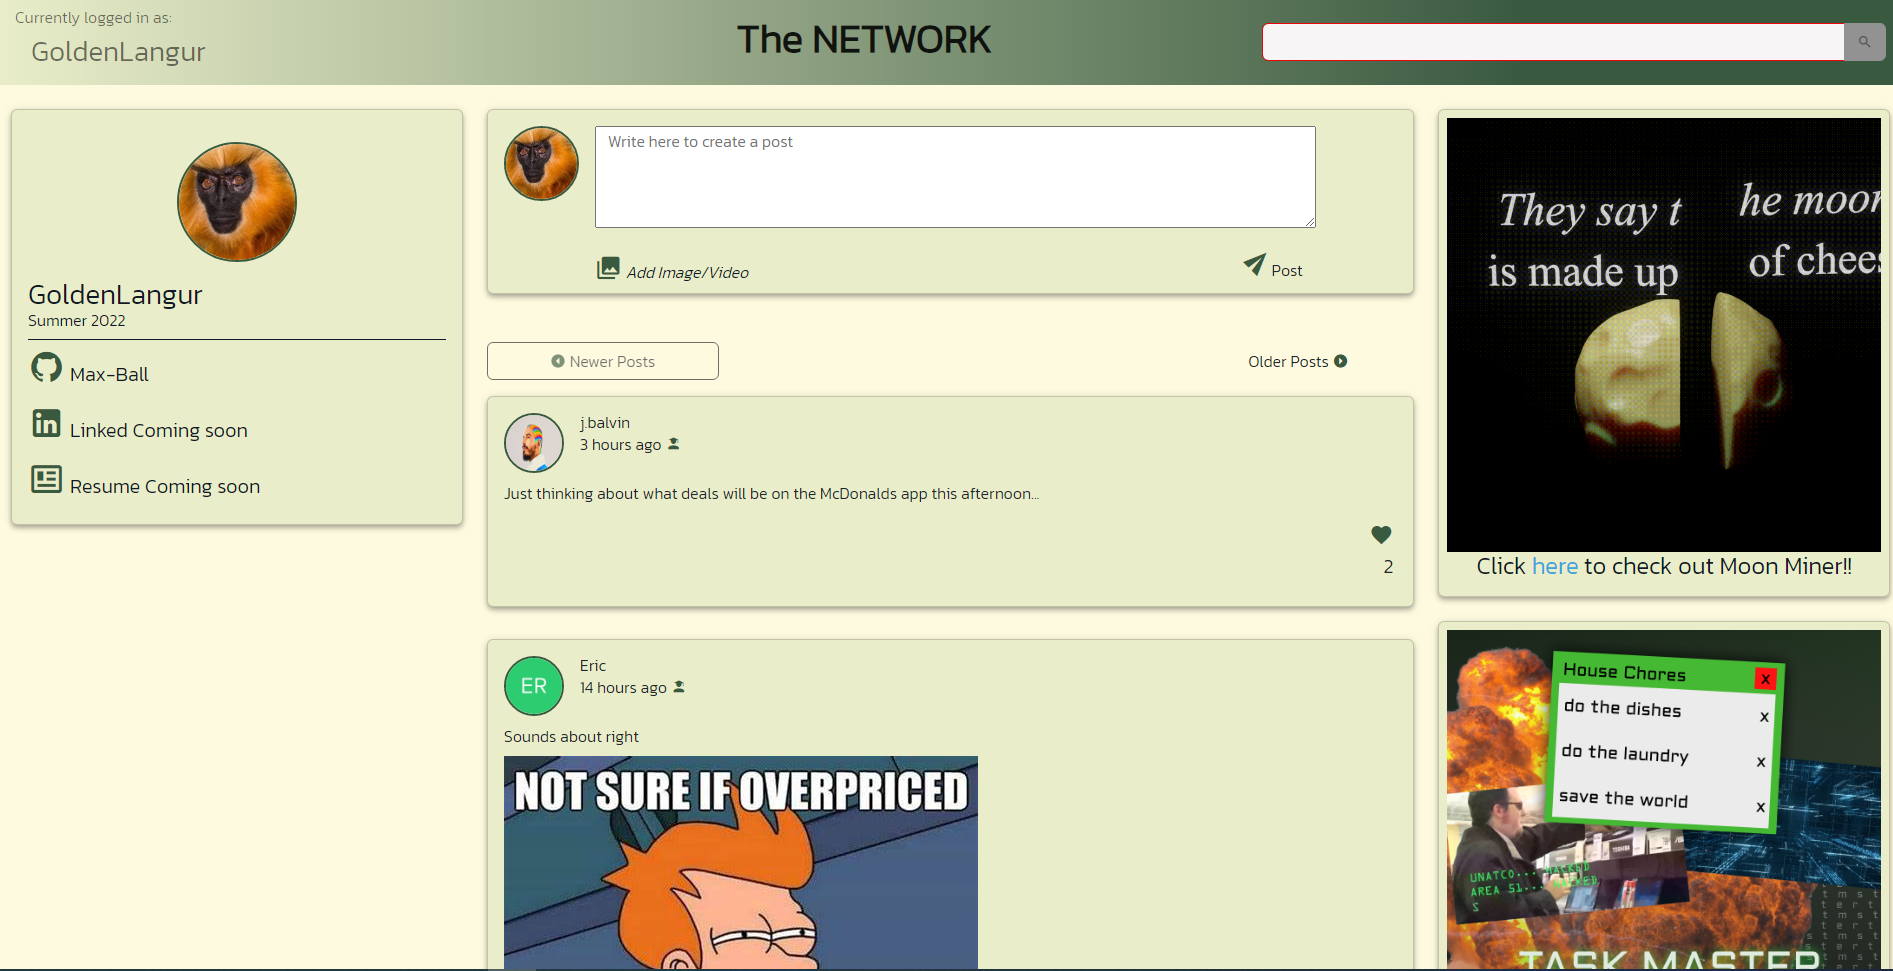 Currently logged in as:
GoldenLangur
The NETWORK
GoldenLangur
Summer 2022
Max-Ball
Linked Coming soon
Resume Coming soon
Write here to create a post
Add Image/Video
Post
Newer Posts
Older Posts
j.balvin
3 hours ago
Just thinking about what deals will be on the McDonalds app this afternoon...
2
ER
Eric
14 hours ago
Sounds about right
NOT SURE IF OVERPRICED
They say t he moon
is made up of chees
Click here to check out Moon Miner!!
House Chores x
do the dishes x
do the laundry x
save the world x
TOSHIBA
UNATCO... HACKED
AREA 51... HACKED
S
TASK MASTER